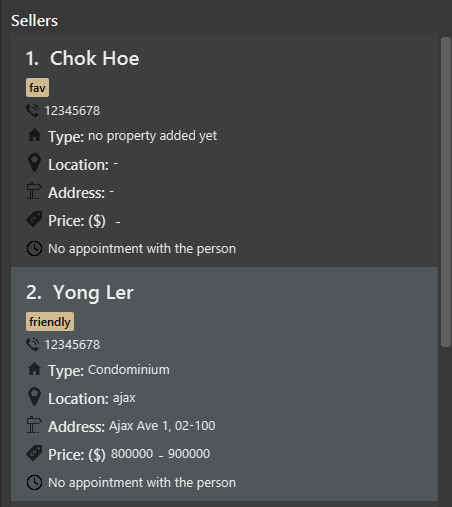 Sellers
1. Chok Hoe
fav
12345678
Type: no property added yet
Location: -
Address: -
Price: ($) -
No appointment with the person
2. Yong Ler
friendly
12345678
Type: Condominium
Location: ajax
Address: Ajax Ave 1, 02-100
Price: ($) 800000 - 900000
No appointment with the person